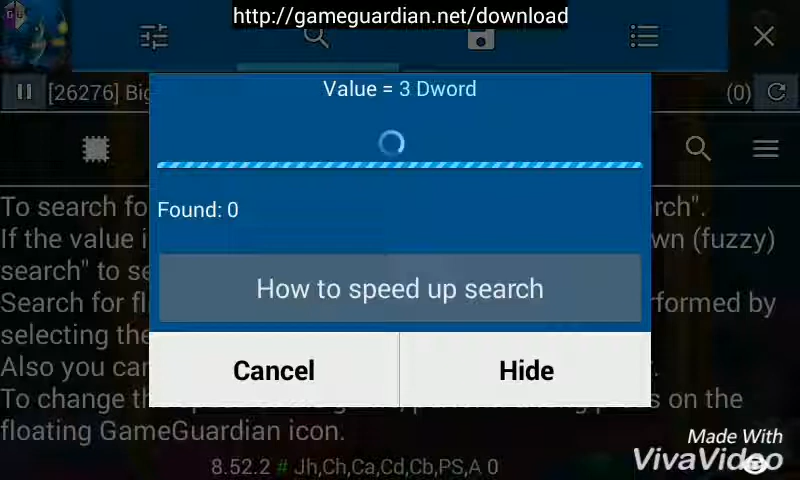 http://gameguardian.net/download
[26276] Big
(0)
Value = 3 Dword
Found: 0
How to speed up search
Cancel
Hide
To search fo
rch".
If the value i
wn (fuzzy)
search" to se
Search for fl
rformed by
selecting the
Also you car
To change th
s on the
floating GameGuardian icon.
8.52.2 # Jh,Ch,Ca,Cd,Cb,PS,A 0
Made With
VivaVideo